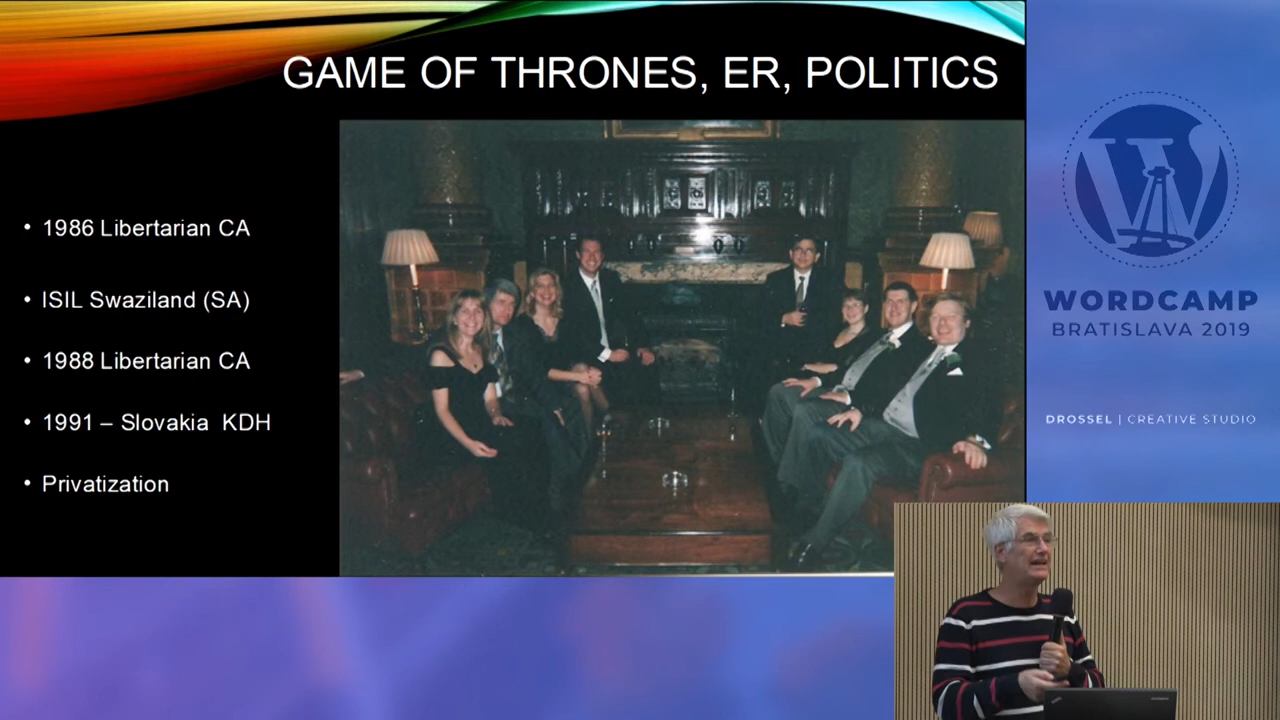 GAME OF THRONES, ER, POLITICS
• 1986 Libertarian CA
• ISIL Swaziland (SA)
• 1988 Libertarian CA
• 1991 – Slovakia KDH
• Privatization
WORDCAMP
BRATISLAVA 2019
DROSSEL | CREATIVE STUDIO